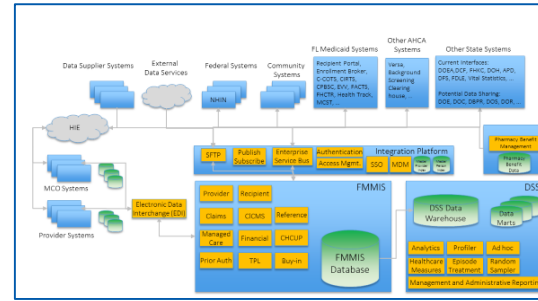 Data Supplier Systems
External
Data Services
Federal Systems
NHIN
Community
Systems
FL Medicaid Systems
Recipient Portal,
Enrollment Broker,
C-COTS, CIRTS,
CPBSC, EVV, FACTS,
FHCTR, Health Track,
MCST, ...
Other AHCA
Systems
Versa,
Background
Screening
Clearing
House, ...
Other State Systems
Current Interfaces:
DOEA,DCF, FHKC, DOH, APD,
DFS, FDLE, Vital Statistics, ...
Potential Data Sharing:
DOE, DOC, DBPR, DOS, DOR, ...
HIE
MCO Systems
Provider Systems
Electronic Data
Interchange (EDI)
SFTP
Publish
Subscribe
Enterprise
Service Bus
Authentication
Access Mgmt.
Integration Platform
SSO
MDM
Pharmacy Benefit
Management
Pharmacy
Benefit
Data
FMMIS
Provider
Recipient
Claims
CICMS
Reference
Managed
Care
Financial
CHCUP
Prior Auth
TPL
Buy-in
FMMIS
Database
DSS
DSS Data
Warehouse
Data
Marts
Analytics
Profiler
Ad hoc
Healthcare
Measures
Episode
Treatment
Random
Sampler
Management and Administrative Reporting